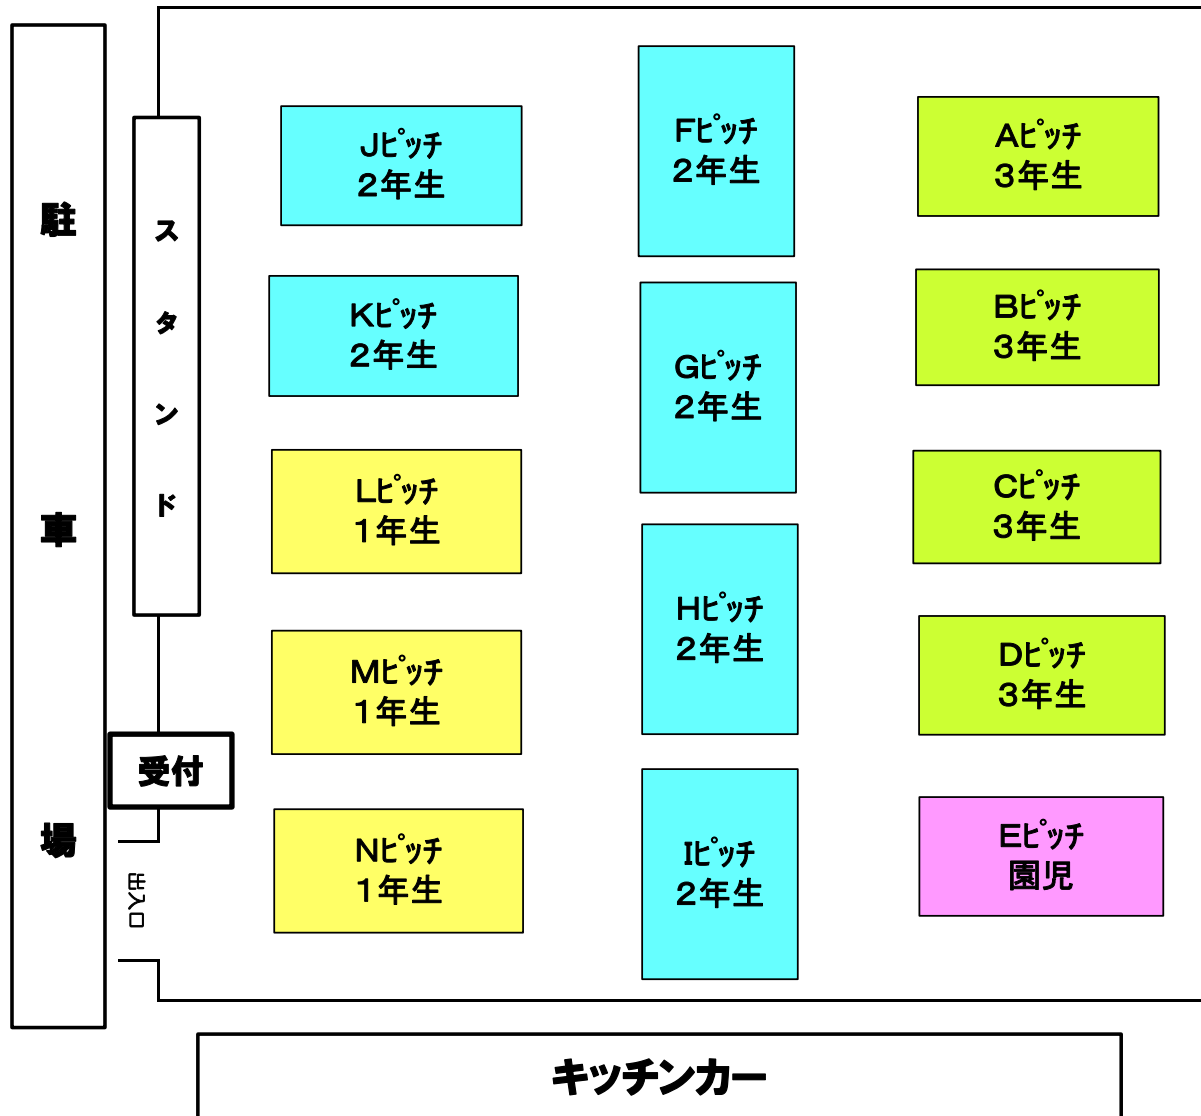 駐車場
スタンド
受付
出入口
Jﾋﾟｯﾁ
２年生
Kﾋﾟｯﾁ
２年生
Lﾋﾟｯﾁ
１年生
Mﾋﾟｯﾁ
１年生
Nﾋﾟｯﾁ
１年生
Fﾋﾟｯﾁ
２年生
Gﾋﾟｯﾁ
２年生
Hﾋﾟｯﾁ
２年生
Iﾋﾟｯﾁ
２年生
Aﾋﾟｯﾁ
３年生
Bﾋﾟｯﾁ
３年生
Cﾋﾟｯﾁ
３年生
Dﾋﾟｯﾁ
３年生
Eﾋﾟｯﾁ
園児
キッチンカー